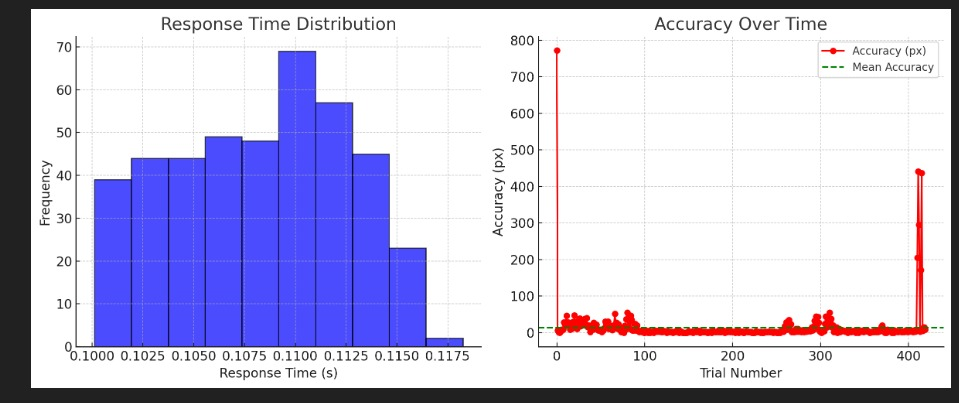 Response Time Distribution
70
60
50
40
30
20
10
0
Frequency
0.1000 0.1025 0.1050 0.1075 0.1100 0.1125 0.1150 0.1175
Response Time (s)
Accuracy Over Time
800
700
600
500
400
300
200
100
0
Accuracy (px)
Accuracy (px)
Mean Accuracy
0 100 200 300 400
Trial Number